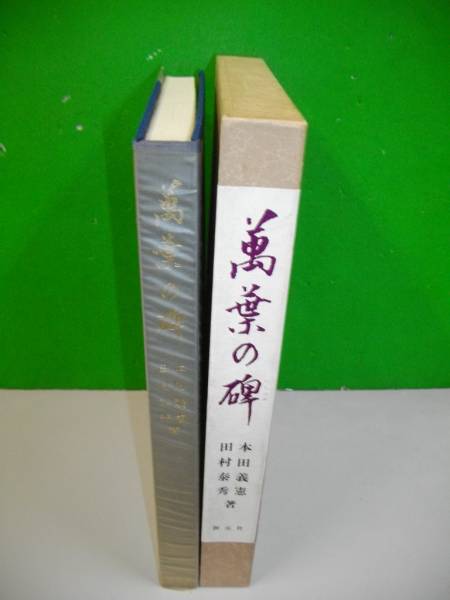 萬葉の碑
本田義憲
田村泰秀 著
創元社
萬葉の碑